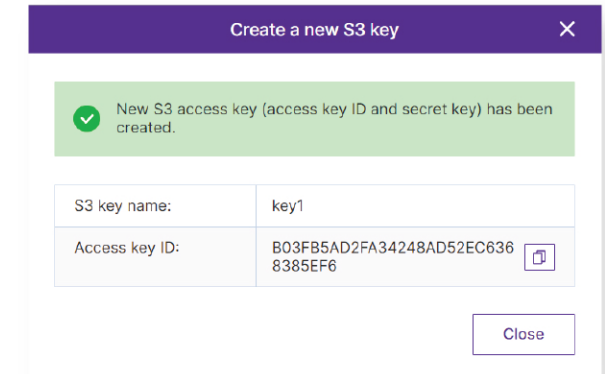 Create a new S3 key
New S3 access key (access key ID and secret key) has been
created.
S3 key name: key1
Access key ID: B03FB5AD2FA34248AD52EC636
8385EF6
Close